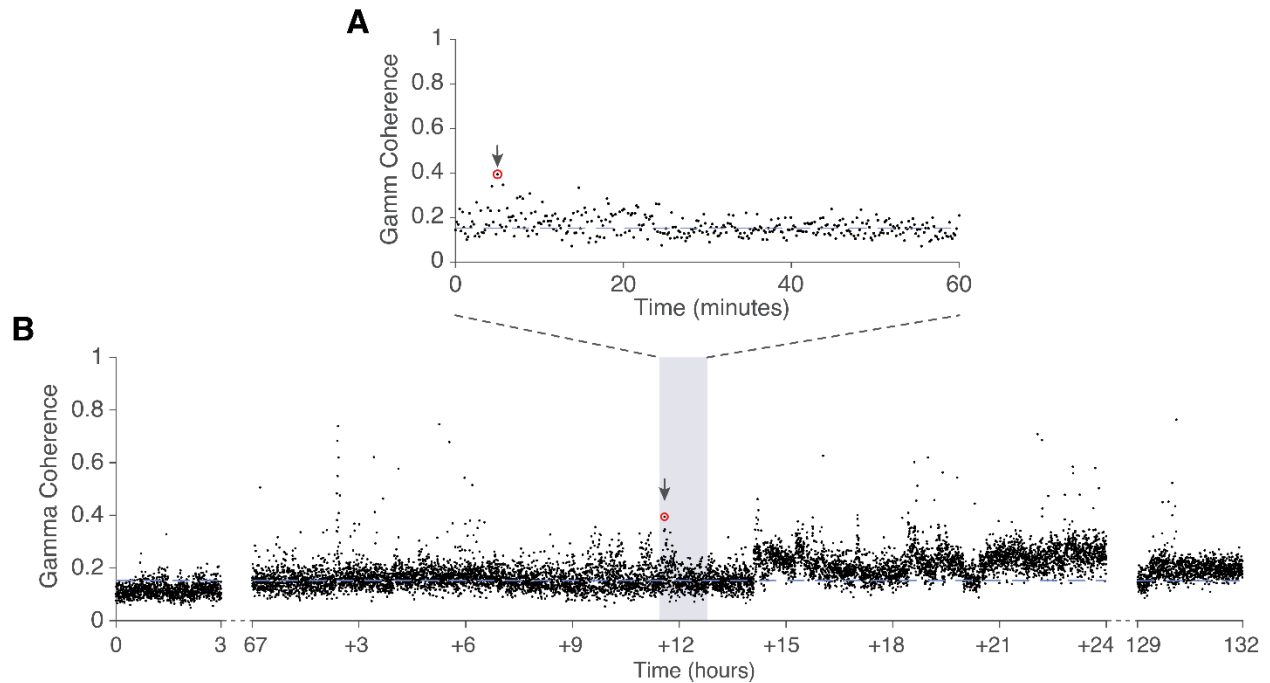 A
Gamm Coherence
1
0.8
0.6
0.4
0.2
0
0 20 40 60
Time (minutes)
B
Gamma Coherence
1
0.8
0.6
0.4
0.2
0
0 3 67 +3 +6 +9 +12 +15 +18 +21 +24 129 132
Time (hours)